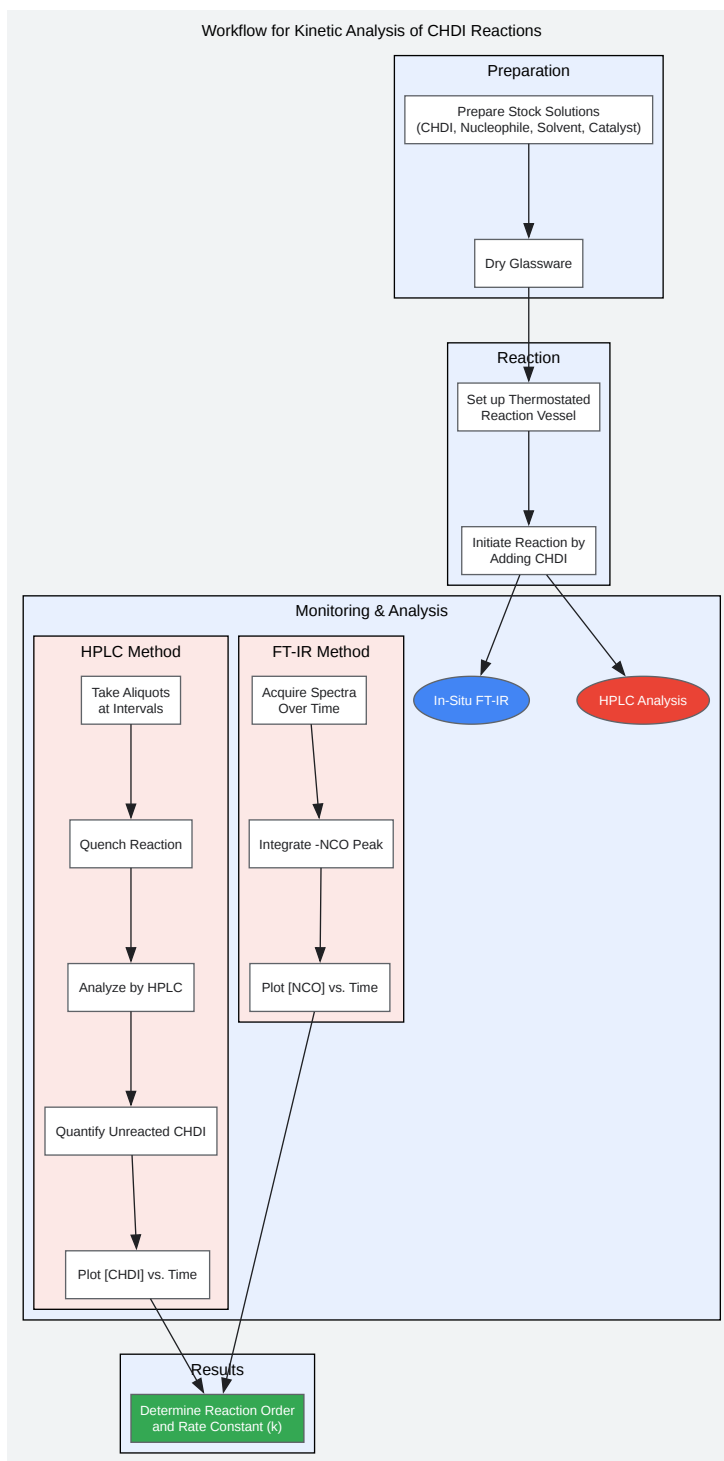 Workflow for Kinetic Analysis of CHDI Reactions
Preparation
Prepare Stock Solutions
(CHDI, Nucleophile, Solvent, Catalyst)
Dry Glassware
Reaction
Set up Thermostated
Reaction Vessel
Initiate Reaction by
Adding CHDI
Monitoring & Analysis
HPLC Method
Take Aliquots
at Intervals
Quench Reaction
Analyze by HPLC
Quantify Unreacted CHDI
Plot [CHDI] vs. Time
FT-IR Method
Acquire Spectra
Over Time
Integrate -NCO Peak
Plot [NCO] vs. Time
In-Situ FT-IR
HPLC Analysis
Results
Determine Reaction Order
and Rate Constant (k)